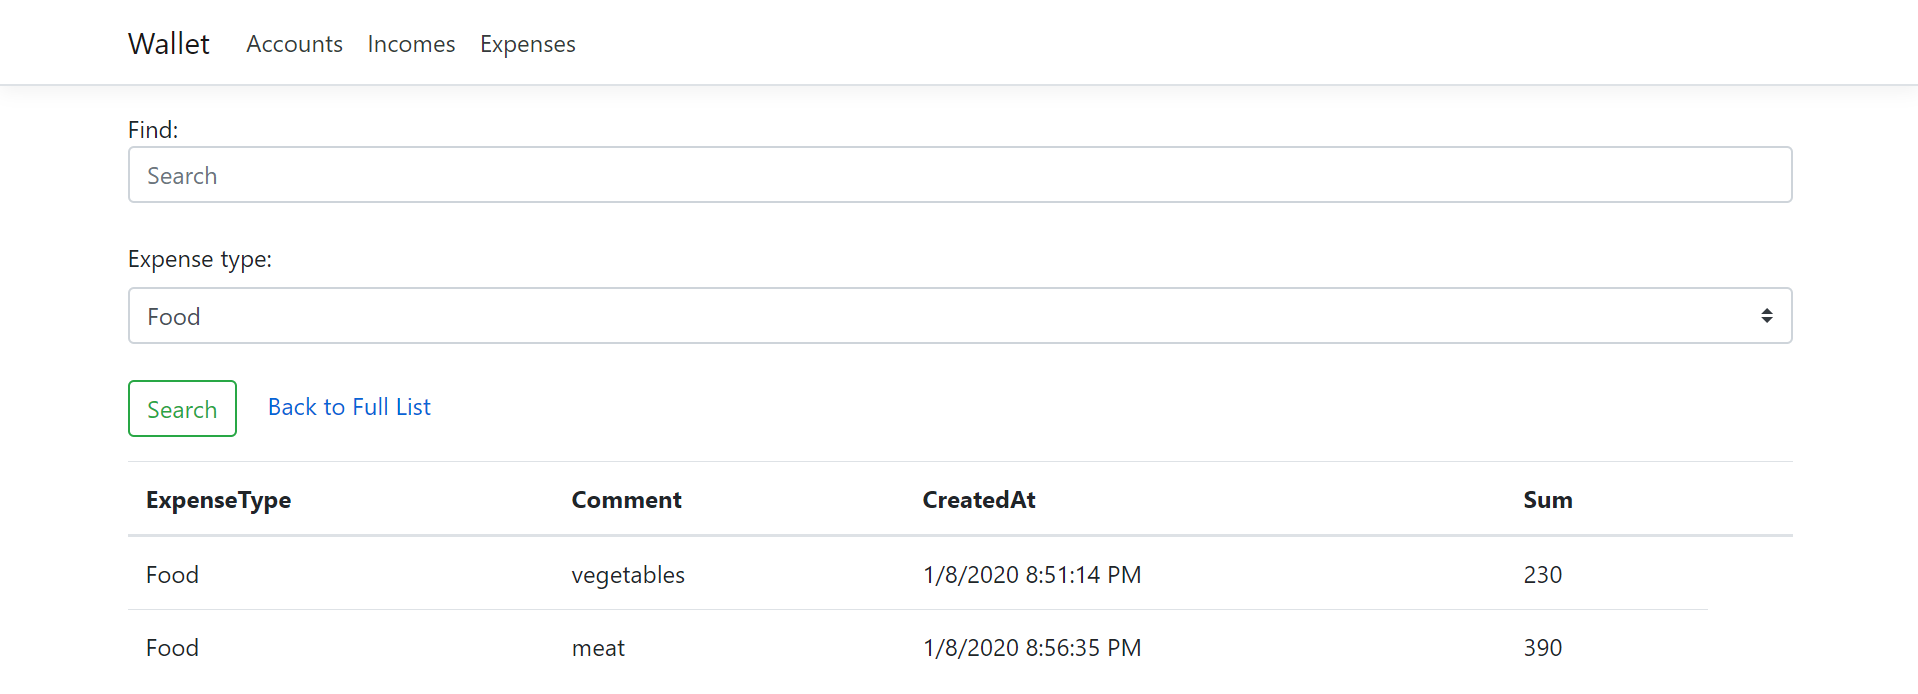 Wallet Accounts Incomes Expenses
Find:
Search
Expense type:
Food
Search Back to Full List
ExpenseType Comment CreatedAt Sum
Food vegetables 1/8/2020 8:51:14 PM 230
Food meat 1/8/2020 8:56:35 PM 390